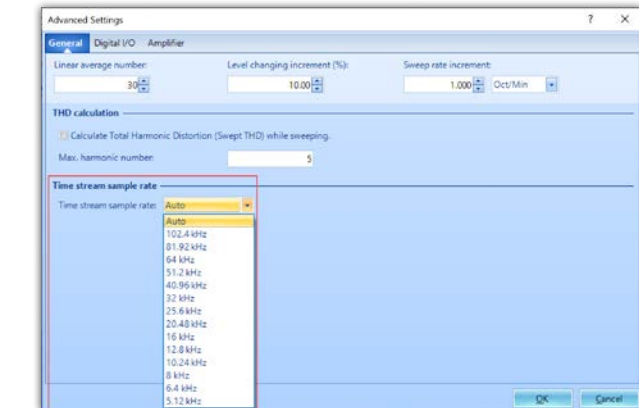 Advanced Settings ? ✕
General Digital I/O Amplifier
Linear average number: Level changing increment (%): Sweep rate increment:
30 10.00 1.000 Oct/Min
THD calculation
Calculate Total Harmonic Distortion (Swept THD) while sweeping.
Max. harmonic number: 5
Time stream sample rate
Time stream sample rate: Auto
Auto
102.4 kHz
81.92 kHz
64 kHz
51.2 kHz
40.96 kHz
32 kHz
25.6 kHz
20.48 kHz
16 kHz
12.8 kHz
10.24 kHz
8 kHz
6.4 kHz
5.12 kHz
OK Cancel